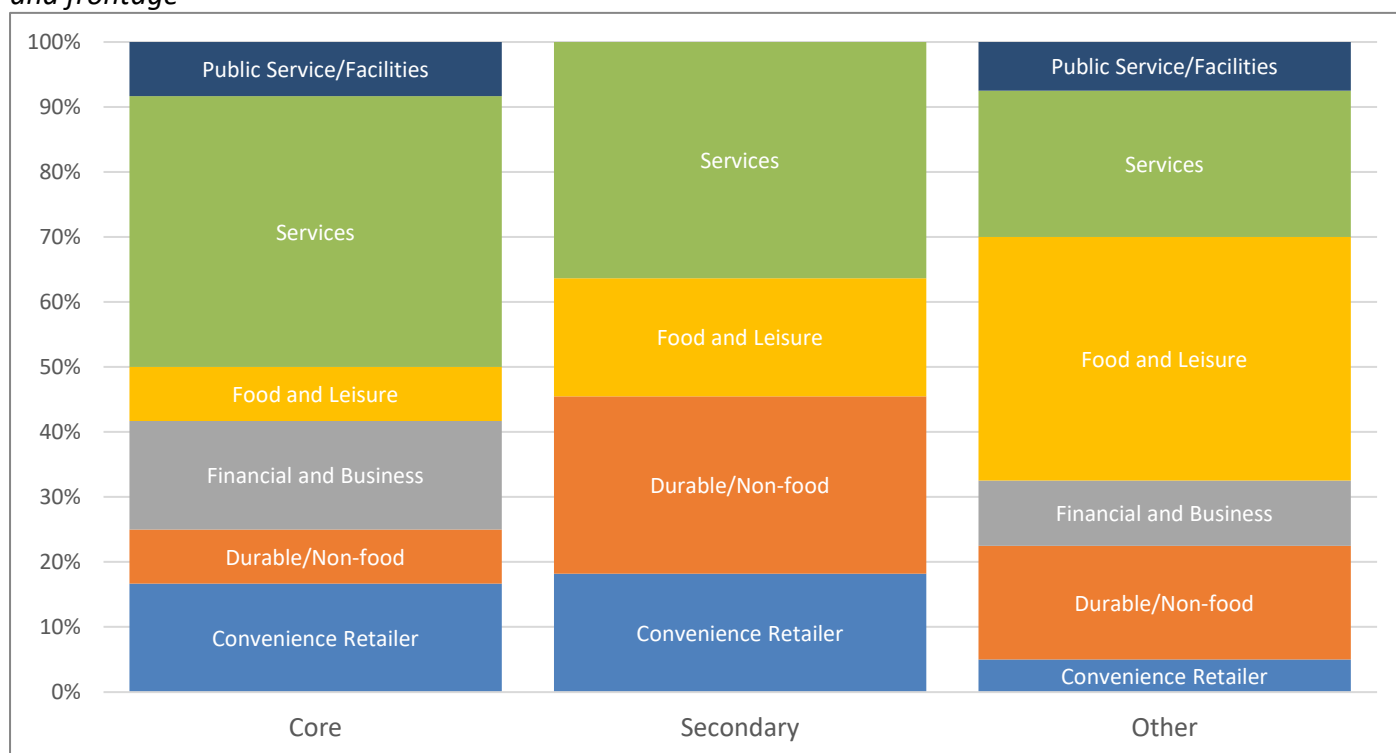 and frontage
100%
90%
80%
70%
60%
50%
40%
30%
20%
10%
0%
Public Service/Facilities
Services
Food and Leisure
Financial and Business
Durable/Non-food
Convenience Retailer
Services
Food and Leisure
Durable/Non-food
Convenience Retailer
Public Service/Facilities
Services
Food and Leisure
Financial and Business
Durable/Non-food
Convenience Retailer
Core
Secondary
Other